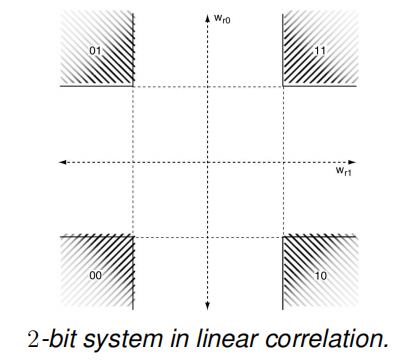 w_r0
01
11
w_r1
00
10
2-bit system in linear correlation.